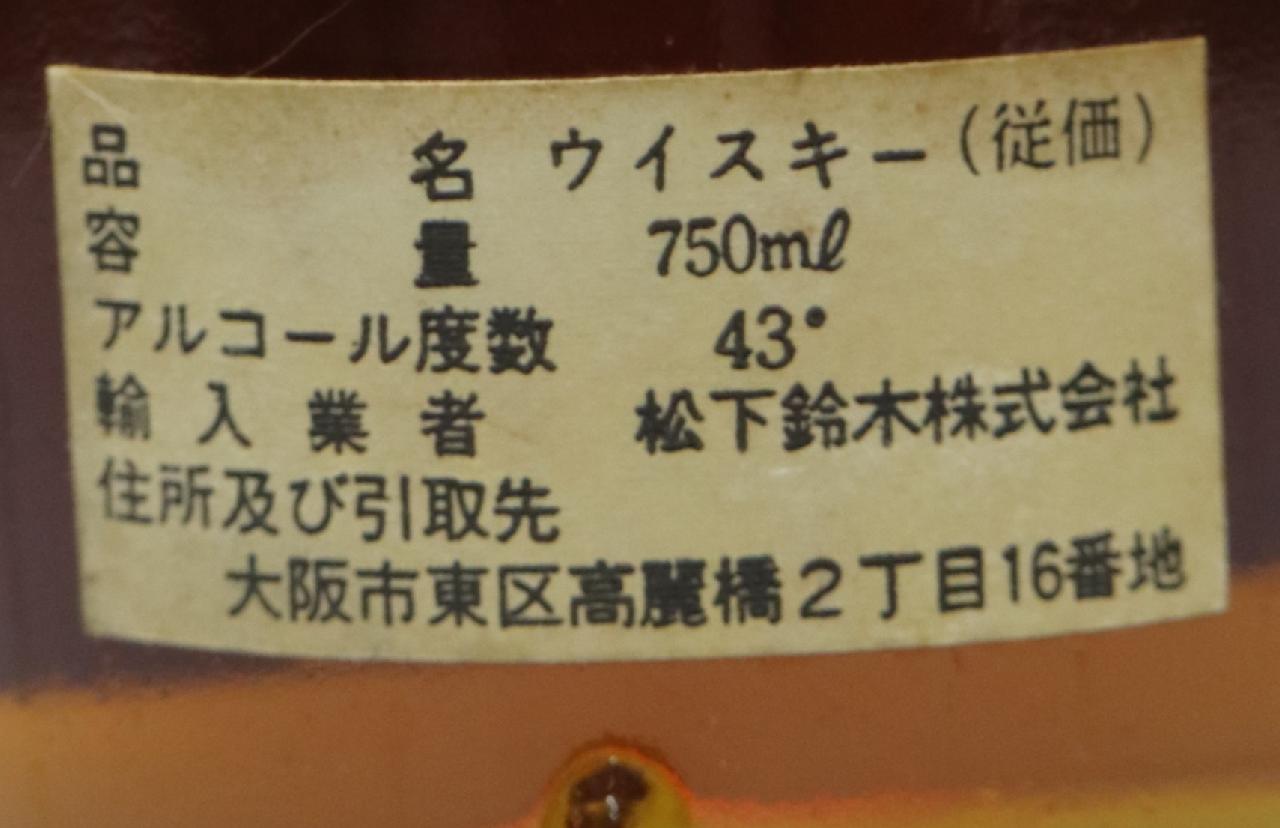 品名 ウイスキー(従価)
容量 750ml
アルコール度数 43°
輸入業者 松下鈴木株式会社
住所及び引取先
大阪市東区高麗橋2丁目16番地